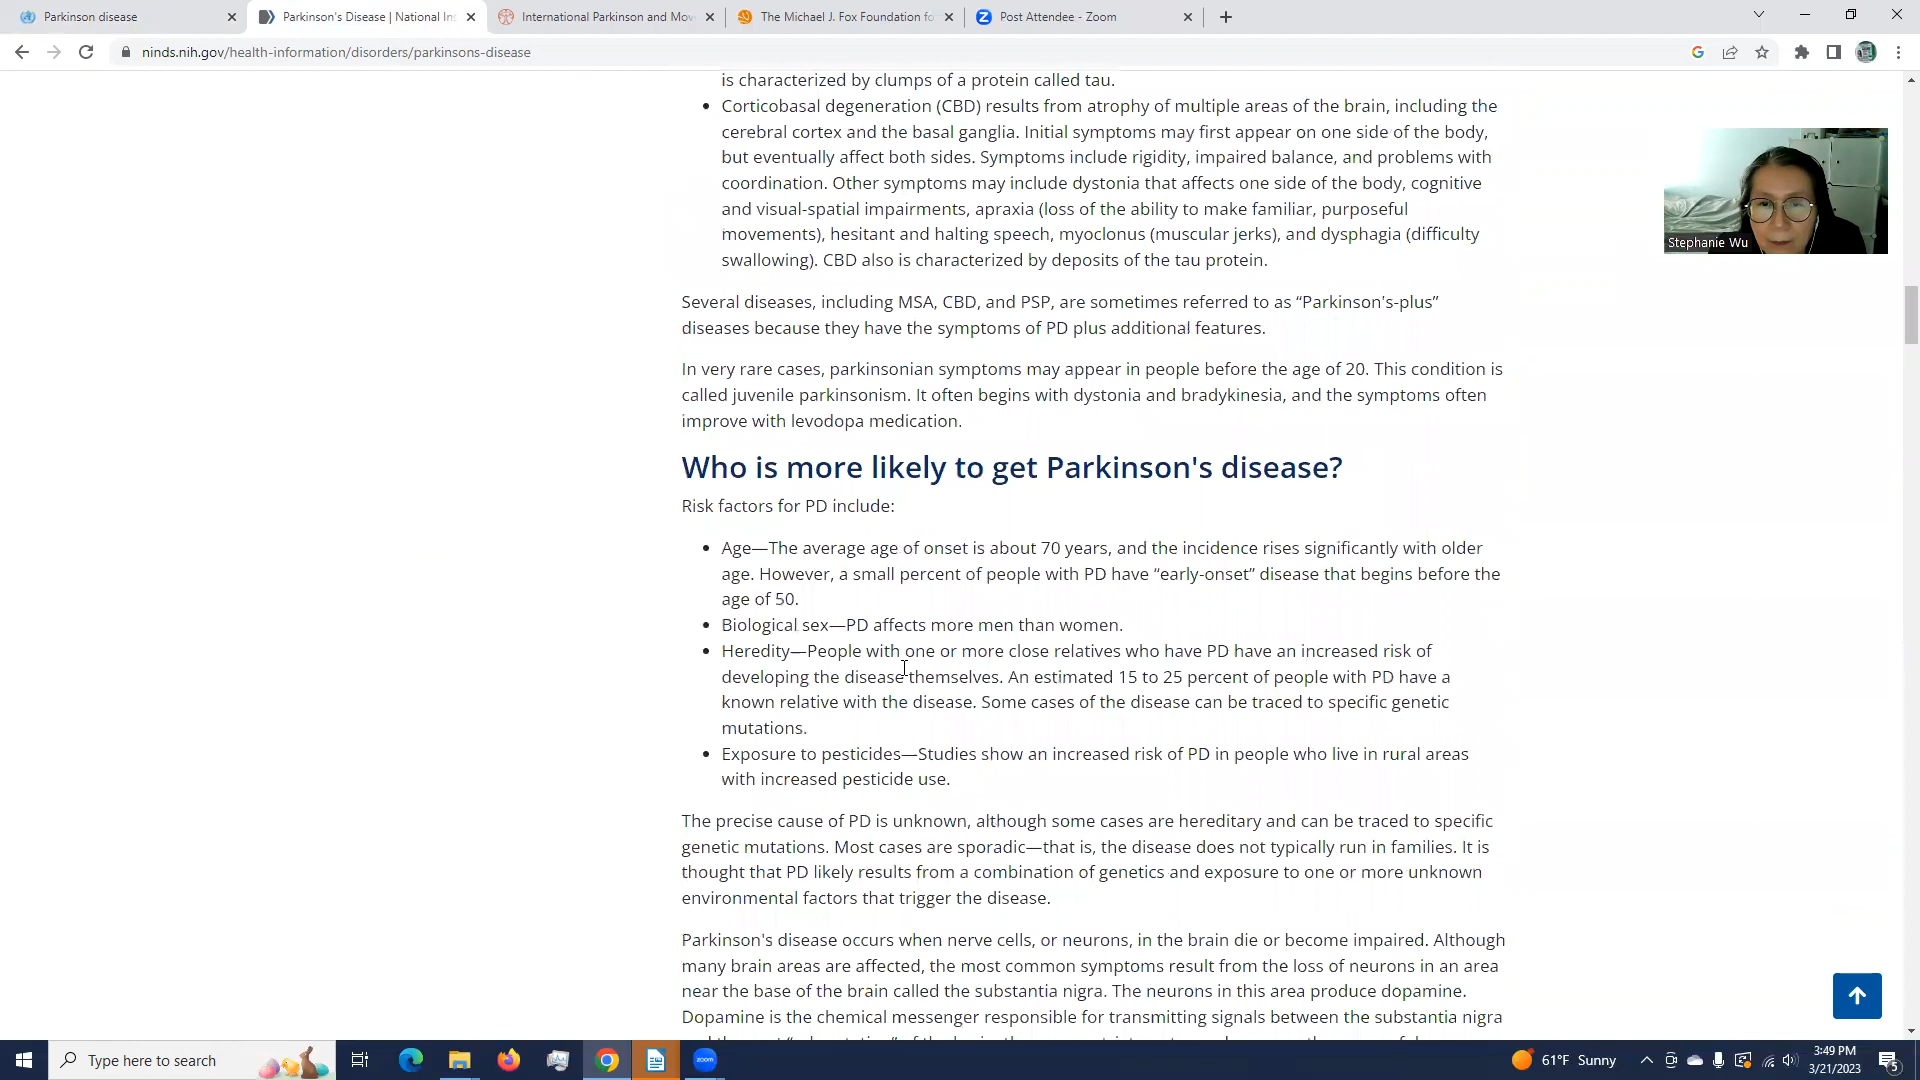 Parkinson disease
Parkinson's Disease | National Ins
International Parkinson and Mov
The Michael J. Fox Foundation fo
Post Attendee - Zoom
ninds.nih.gov/health-information/disorders/parkinsons-disease
is characterized by clumps of a protein called tau.
Corticobasal degeneration (CBD) results from atrophy of multiple areas of the brain, including the
cerebral cortex and the basal ganglia. Initial symptoms may first appear on one side of the body,
but eventually affect both sides. Symptoms include rigidity, impaired balance, and problems with
coordination. Other symptoms may include dystonia that affects one side of the body, cognitive
and visual-spatial impairments, apraxia (loss of the ability to make familiar, purposeful
movements), hesitant and halting speech, myoclonus (muscular jerks), and dysphagia (difficulty
swallowing). CBD also is characterized by deposits of the tau protein.
Stephanie Wu
Several diseases, including MSA, CBD, and PSP, are sometimes referred to as “Parkinson's-plus”
diseases because they have the symptoms of PD plus additional features.
In very rare cases, parkinsonian symptoms may appear in people before the age of 20. This condition is
called juvenile parkinsonism. It often begins with dystonia and bradykinesia, and the symptoms often
improve with levodopa medication.
Who is more likely to get Parkinson's disease?
Risk factors for PD include:
Age—The average age of onset is about 70 years, and the incidence rises significantly with older
age. However, a small percent of people with PD have “early-onset” disease that begins before the
age of 50.
Biological sex—PD affects more men than women.
Heredity—People with one or more close relatives who have PD have an increased risk of
developing the disease themselves. An estimated 15 to 25 percent of people with PD have a
known relative with the disease. Some cases of the disease can be traced to specific genetic
mutations.
Exposure to pesticides—Studies show an increased risk of PD in people who live in rural areas
with increased pesticide use.
The precise cause of PD is unknown, although some cases are hereditary and can be traced to specific
genetic mutations. Most cases are sporadic—that is, the disease does not typically run in families. It is
thought that PD likely results from a combination of genetics and exposure to one or more unknown
environmental factors that trigger the disease.
Parkinson's disease occurs when nerve cells, or neurons, in the brain die or become impaired. Although
many brain areas are affected, the most common symptoms result from the loss of neurons in an area
near the base of the brain called the substantia nigra. The neurons in this area produce dopamine.
Dopamine is the chemical messenger responsible for transmitting signals between the substantia nigra
Type here to search
zoom
61°F Sunny
3:49 PM
3/21/2023
5